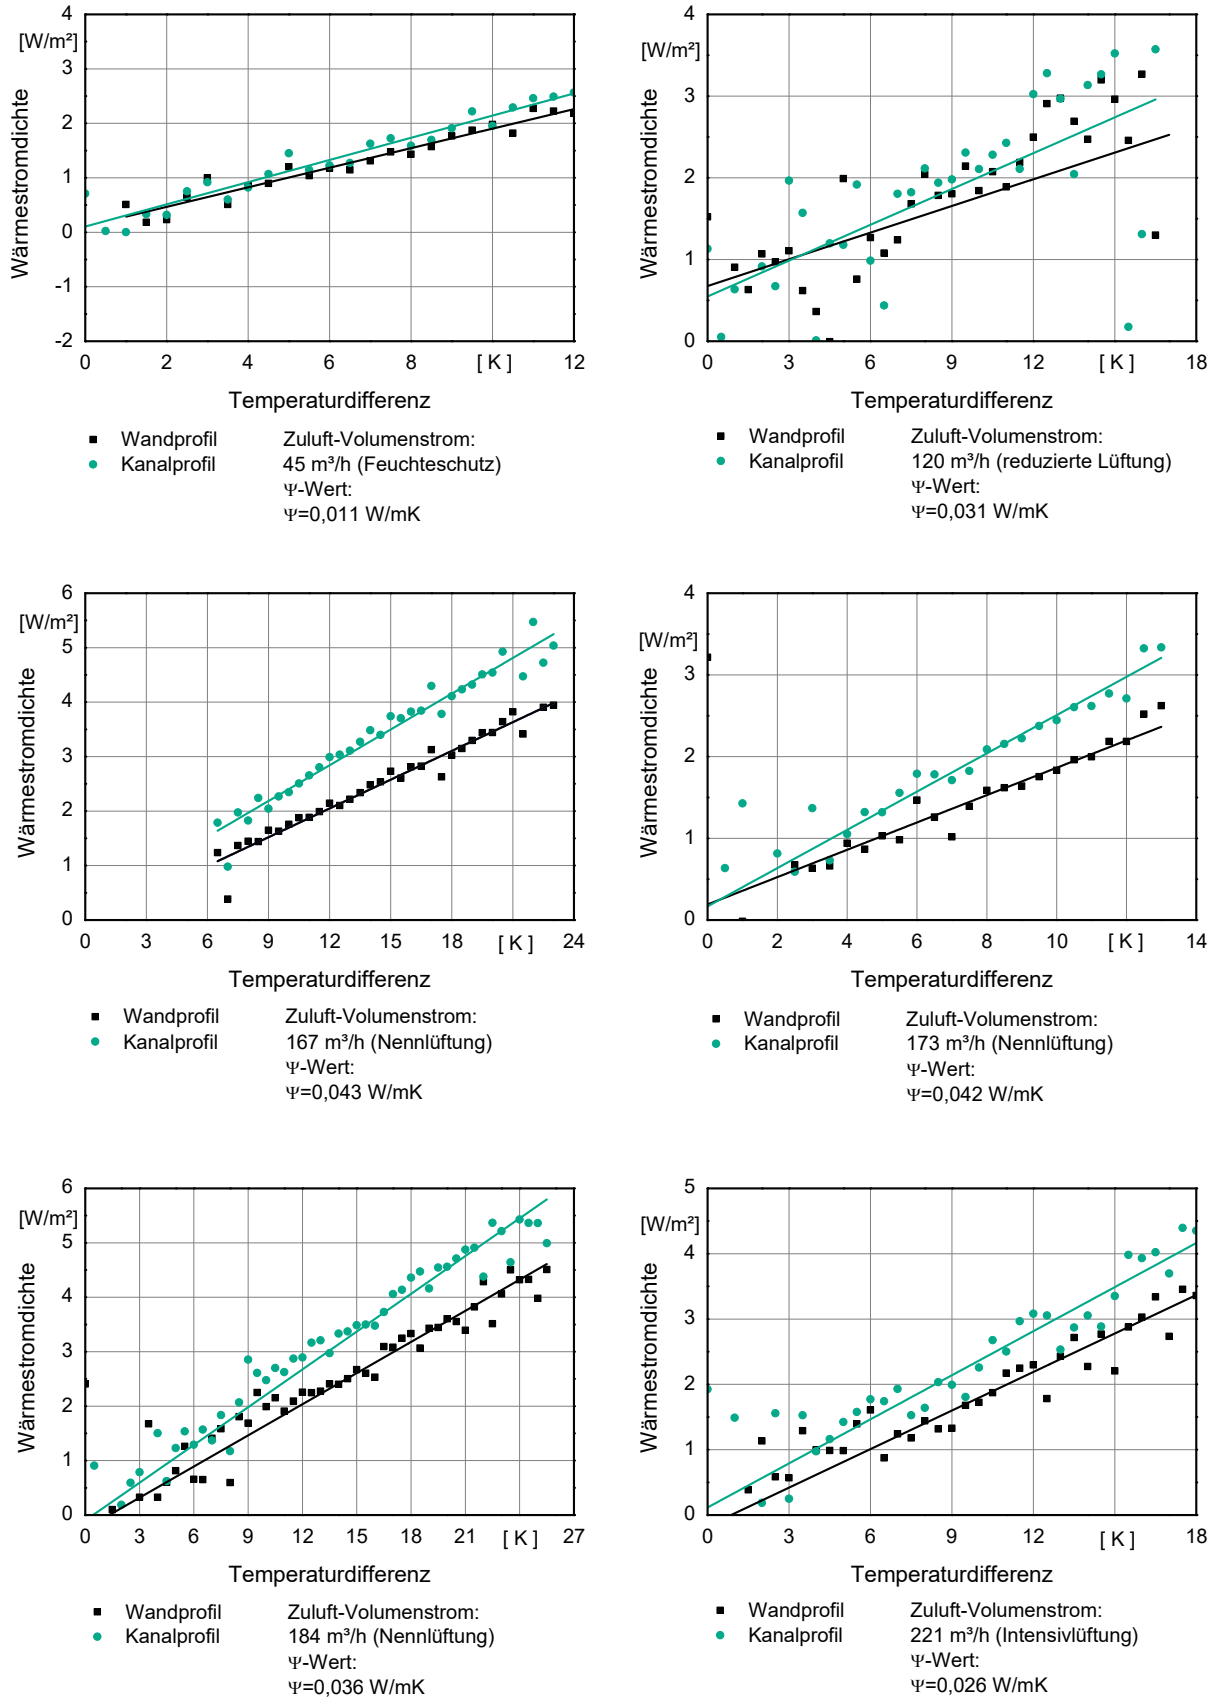 4
[W/m²]
3
2
1
0
-1
-2
Wärmestromdichte
0 2 4 6 8 [ K ] 12
Temperaturdifferenz
Wandprofil Zuluft-Volumenstrom:
Kanalprofil 45 m³/h (Feuchteschutz)
Ψ-Wert:
Ψ=0,011 W/mK
4
[W/m²]
3
2
1
0
Wärmestromdichte
0 3 6 9 12 [ K ] 18
Temperaturdifferenz
Wandprofil Zuluft-Volumenstrom:
Kanalprofil 120 m³/h (reduzierte Lüftung)
Ψ-Wert:
Ψ=0,031 W/mK
6
[W/m²]
5
4
3
2
1
0
Wärmestromdichte
0 3 6 9 12 15 18 [ K ] 24
Temperaturdifferenz
Wandprofil Zuluft-Volumenstrom:
Kanalprofil 167 m³/h (Nennlüftung)
Ψ-Wert:
Ψ=0,043 W/mK
4
[W/m²]
3
2
1
0
Wärmestromdichte
0 2 4 6 8 10 [ K ] 14
Temperaturdifferenz
Wandprofil Zuluft-Volumenstrom:
Kanalprofil 173 m³/h (Nennlüftung)
Ψ-Wert:
Ψ=0,042 W/mK
6
[W/m²]
5
4
3
2
1
0
Wärmestromdichte
0 3 6 9 12 15 18 21 [ K ] 27
Temperaturdifferenz
Wandprofil Zuluft-Volumenstrom:
Kanalprofil 184 m³/h (Nennlüftung)
Ψ-Wert:
Ψ=0,036 W/mK
5
[W/m²]
4
3
2
1
0
Wärmestromdichte
0 3 6 9 12 [ K ] 18
Temperaturdifferenz
Wandprofil Zuluft-Volumenstrom:
Kanalprofil 221 m³/h (Intensivlüftung)
Ψ-Wert:
Ψ=0,026 W/mK